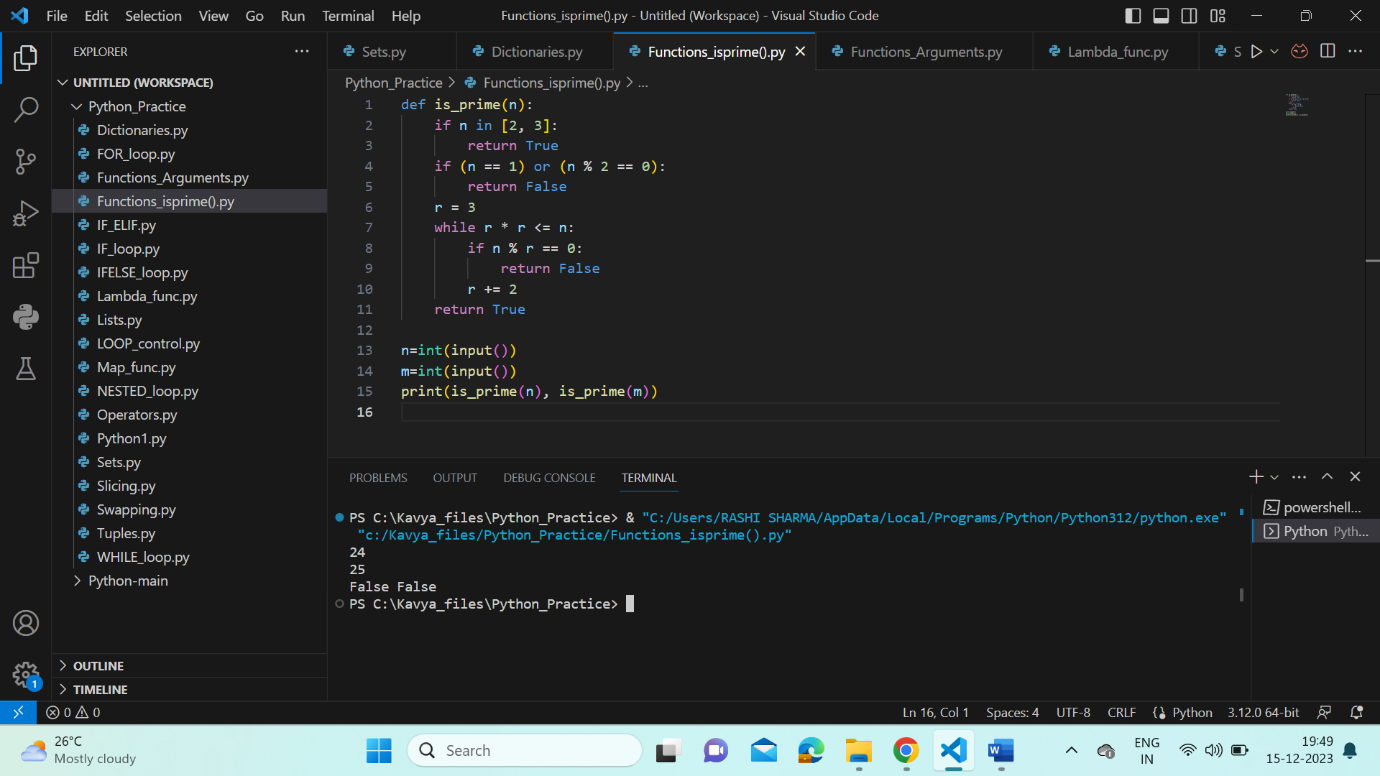 File Edit Selection View Go Run Terminal Help
Functions_isprime().py - Untitled (Workspace) - Visual Studio Code
EXPLORER
UNTITLED (WORKSPACE)
Python_Practice
Dictionaries.py
FOR_loop.py
Functions_Arguments.py
Functions_isprime().py
IF_ELIF.py
IF_loop.py
IFELSE_loop.py
Lambda_func.py
Lists.py
LOOP_control.py
Map_func.py
NESTED_loop.py
Operators.py
Python1.py
Sets.py
Slicing.py
Swapping.py
Tuples.py
WHILE_loop.py
Python-main
OUTLINE
TIMELINE
Sets.py Dictionaries.py Functions_isprime().py Functions_Arguments.py Lambda_func.py S
Python_Practice > Functions_isprime().py > ...
1 def is_prime(n):
2 if n in [2, 3]:
3 return True
4 if (n == 1) or (n % 2 == 0):
5 return False
6 r = 3
7 while r * r <= n:
8 if n % r == 0:
9 return False
10 r += 2
11 return True
12
13 n=int(input())
14 m=int(input())
15 print(is_prime(n), is_prime(m))
16
PROBLEMS OUTPUT DEBUG CONSOLE TERMINAL
PS C:\Kavya_files\Python_Practice> & "C:/Users/RASHI SHARMA/AppData/Local/Programs/Python/Python312/python.exe"
"c:/Kavya_files/Python_Practice/Functions_isprime().py"
24
25
False False
PS C:\Kavya_files\Python_Practice>
powershell...
Python Pyth...
1
0 0
Ln 16, Col 1 Spaces: 4 UTF-8 CRLF Python 3.12.0 64-bit
26°C
Mostly cloudy
Search
ENG
IN
19:49
15-12-2023